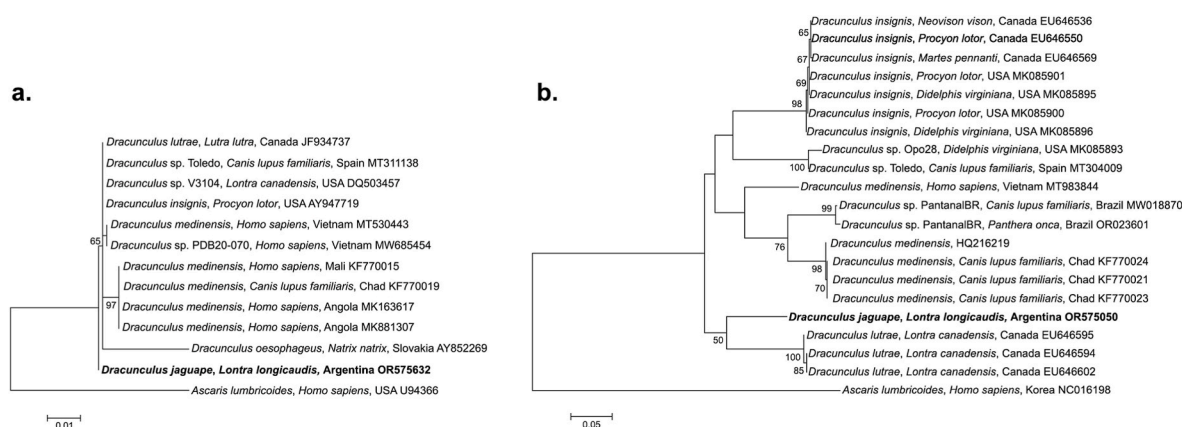 a.
Dracunculus lutrae, Lutra lutra, Canada JF934737
Dracunculus sp. Toledo, Canis lupus familiaris, Spain MT311138
Dracunculus sp. V3104, Lontra canadensis, USA DQ503457
Dracunculus insignis, Procyon lotor, USA AY947719
Dracunculus medinensis, Homo sapiens, Vietnam MT530443
65
Dracunculus sp. PDB20-070, Homo sapiens, Vietnam MW685454
Dracunculus medinensis, Homo sapiens, Mali KF770015
Dracunculus medinensis, Canis lupus familiaris, Chad KF770019
97
Dracunculus medinensis, Homo sapiens, Angola MK163617
Dracunculus medinensis, Homo sapiens, Angola MK881307
Dracunculus oesophageus, Natrix natrix, Slovakia AY852269
Dracunculus jaguape, Lontra longicaudis, Argentina OR575632
Ascaris lumbricoides, Homo sapiens, USA U94366
0.01
b.
Dracunculus insignis, Neovison vison, Canada EU646536
65
Dracunculus insignis, Procyon lotor, Canada EU646550
67
Dracunculus insignis, Martes pennanti, Canada EU646569
Dracunculus insignis, Procyon lotor, USA MK085901
69
Dracunculus insignis, Didelphis virginiana, USA MK085895
98
Dracunculus insignis, Procyon lotor, USA MK085900
Dracunculus insignis, Didelphis virginiana, USA MK085896
Dracunculus sp. Opo28, Didelphis virginiana, USA MK085893
100
Dracunculus sp. Toledo, Canis lupus familiaris, Spain MT304009
Dracunculus medinensis, Homo sapiens, Vietnam MT983844
99
Dracunculus sp. PantanalBR, Canis lupus familiaris, Brazil MW018870
Dracunculus sp. PantanalBR, Panthera onca, Brazil OR023601
76
Dracunculus medinensis, HQ216219
98
Dracunculus medinensis, Canis lupus familiaris, Chad KF770024
Dracunculus medinensis, Canis lupus familiaris, Chad KF770021
70
Dracunculus medinensis, Canis lupus familiaris, Chad KF770023
Dracunculus jaguape, Lontra longicaudis, Argentina OR575050
50
Dracunculus lutrae, Lontra canadensis, Canada EU646595
100
Dracunculus lutrae, Lontra canadensis, Canada EU646594
85
Dracunculus lutrae, Lontra canadensis, Canada EU646602
Ascaris lumbricoides, Homo sapiens, Korea NC016198
0.05